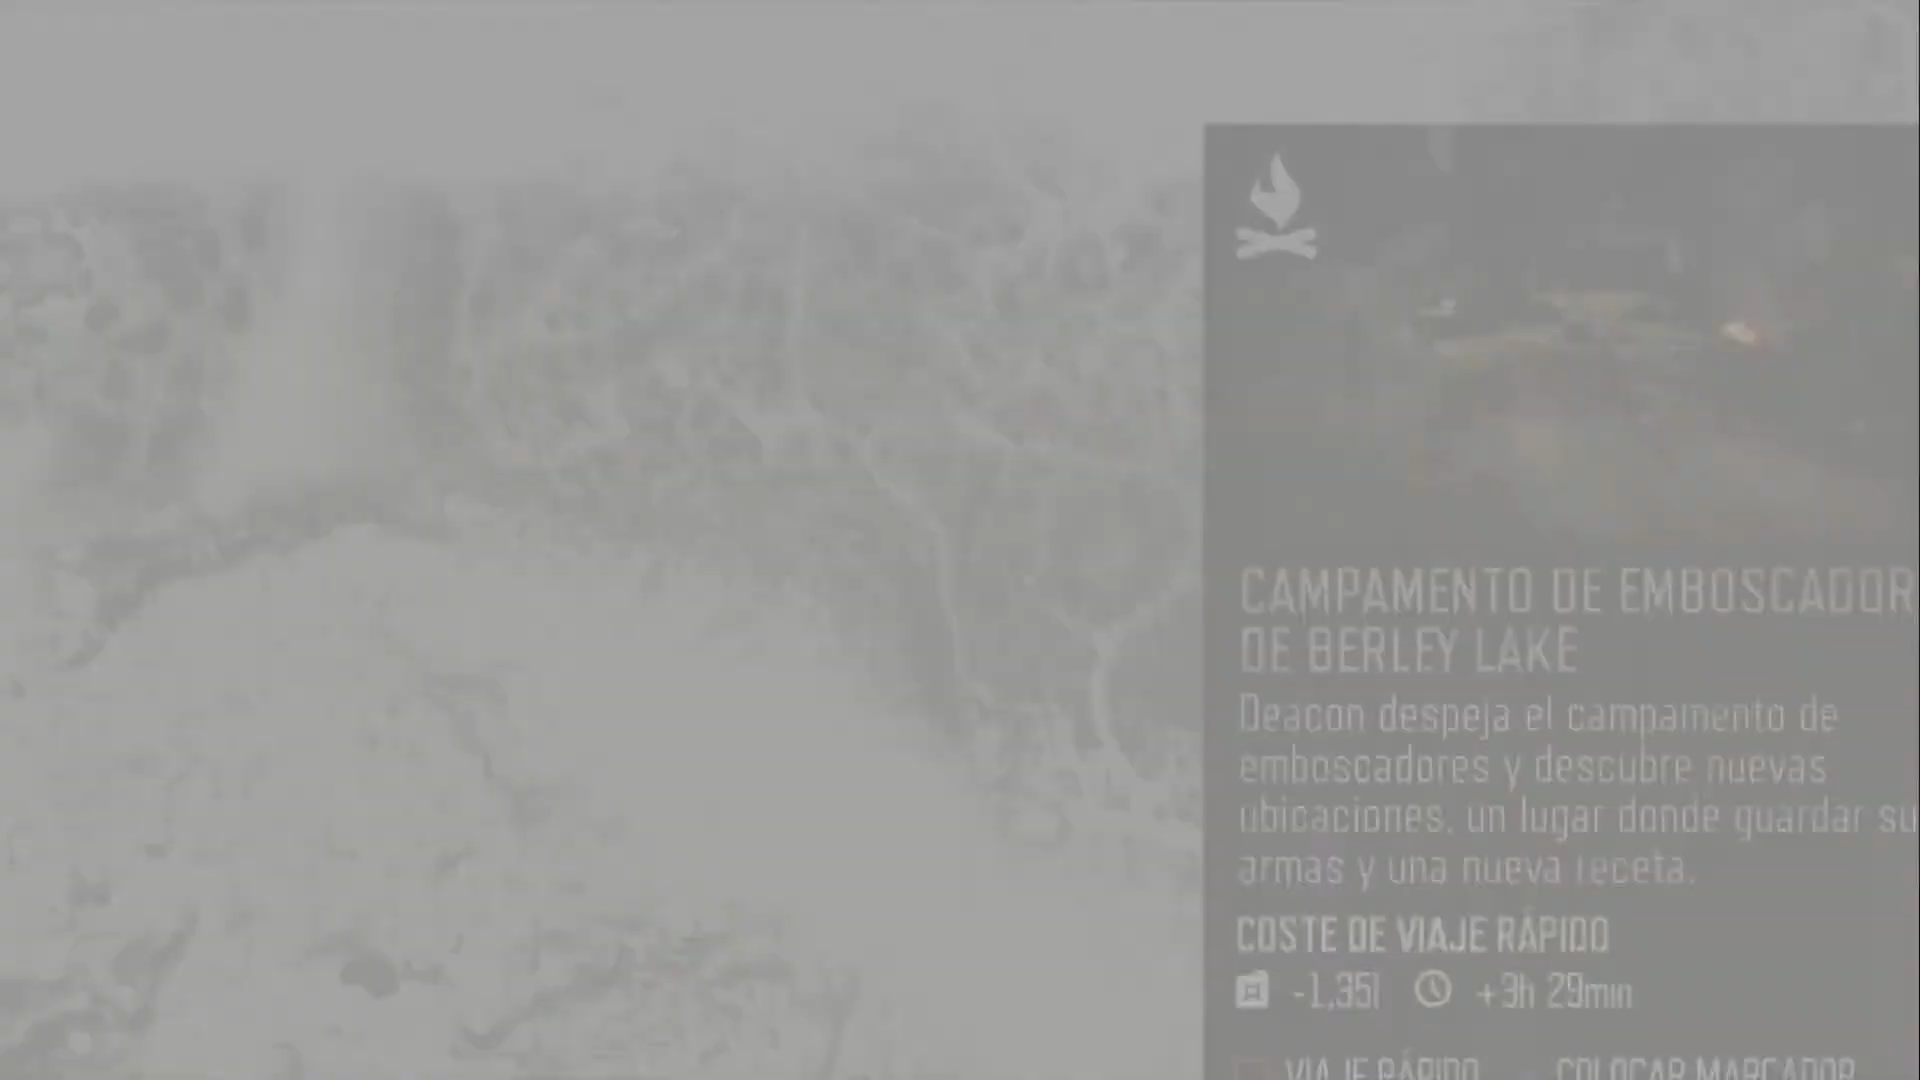 CAMPAMENTO DE EMBOSCADOR
DE BERLEY LAKE
Deacon despeja el campamento de
emboscadores y descubre nuevas
ubicaciones, un lugar donde guardar su
armas y una nueva receta.
COSTE DE VIAJE RÁPIDO
-1,35l +3h 29min
VIAJE RÁPIDO COLOCAR MARCADOR